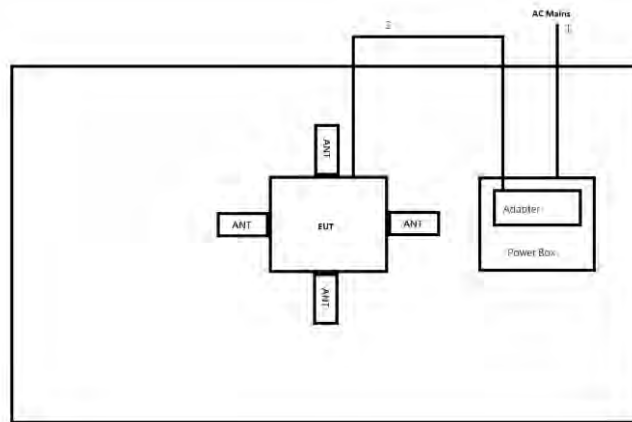 AC Mains
1
2
ANT
ANT
EUT
ANT
ANT
Adapter
Power Box